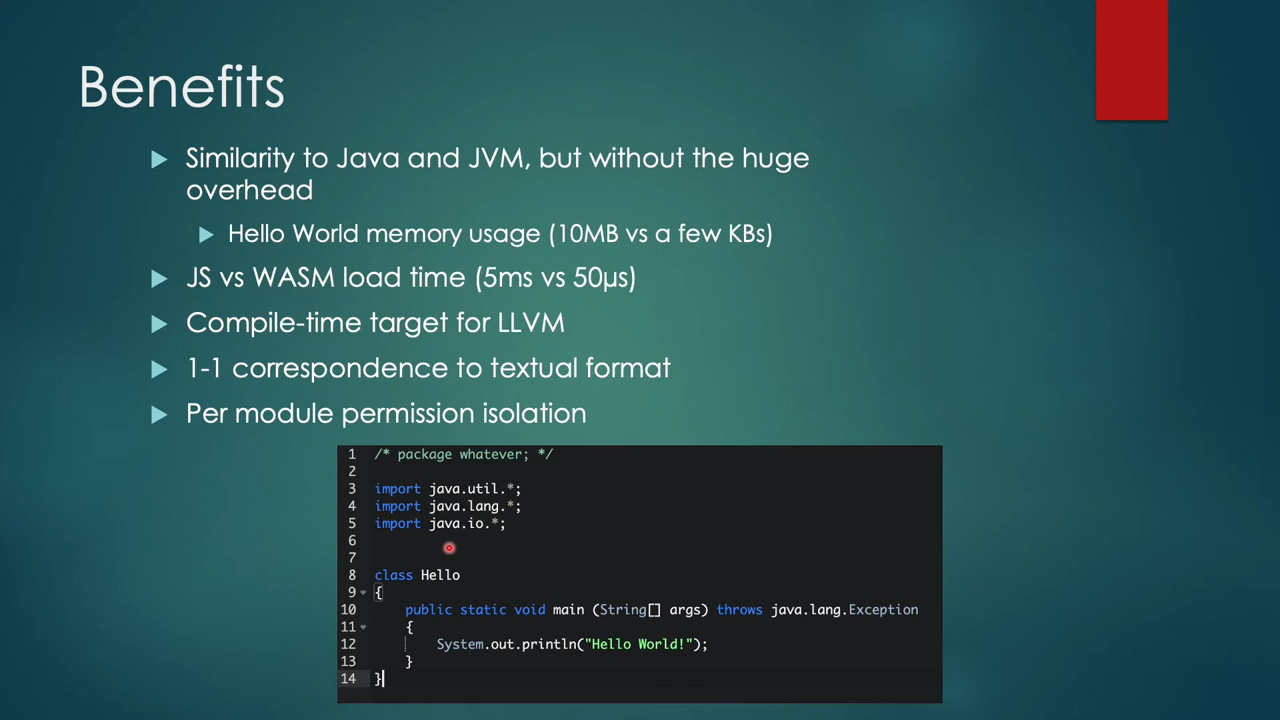 Benefits
Similarity to Java and JVM, but without the huge
overhead
Hello World memory usage (10MB vs a few KBs)
JS vs WASM load time (5ms vs 50µs)
Compile-time target for LLVM
1-1 correspondence to textual format
Per module permission isolation
1 /* package whatever; */
2
3 import java.util.*;
4 import java.lang.*;
5 import java.io.*;
6
7
8 class Hello
9 {
10     public static void main (String[] args) throws java.lang.Exception
11     {
12         System.out.println("Hello World!");
13     }
14 }